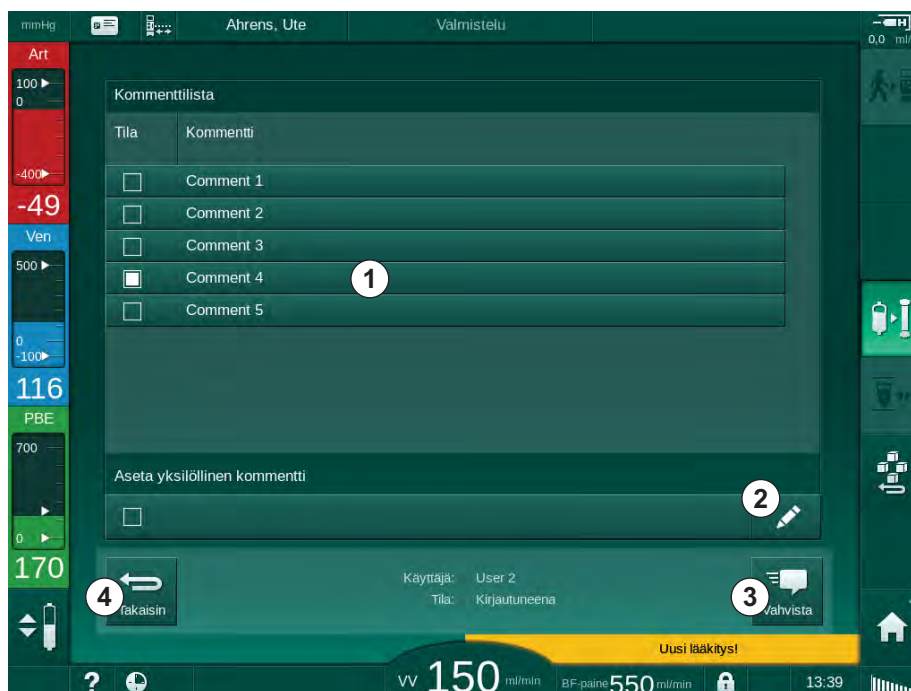 mmHg
Ahrens, Ute
Valmistelu
0,0 ml/
Art
100
0
-400
-49
Ven
500
0
-100
116
PBE
700
0
170
Kommenttilista
Tila Kommentti
Comment 1
Comment 2
Comment 3
Comment 4
1
Comment 5
Aseta yksilöllinen kommentti
2
4
Takaisin
Käyttäjä: User 2
Tila: Kirjautuneena
3
Vahvista
Uusi lääkitys!
?
VV 150 ml/min
BF-paine 550 ml/min
13:39